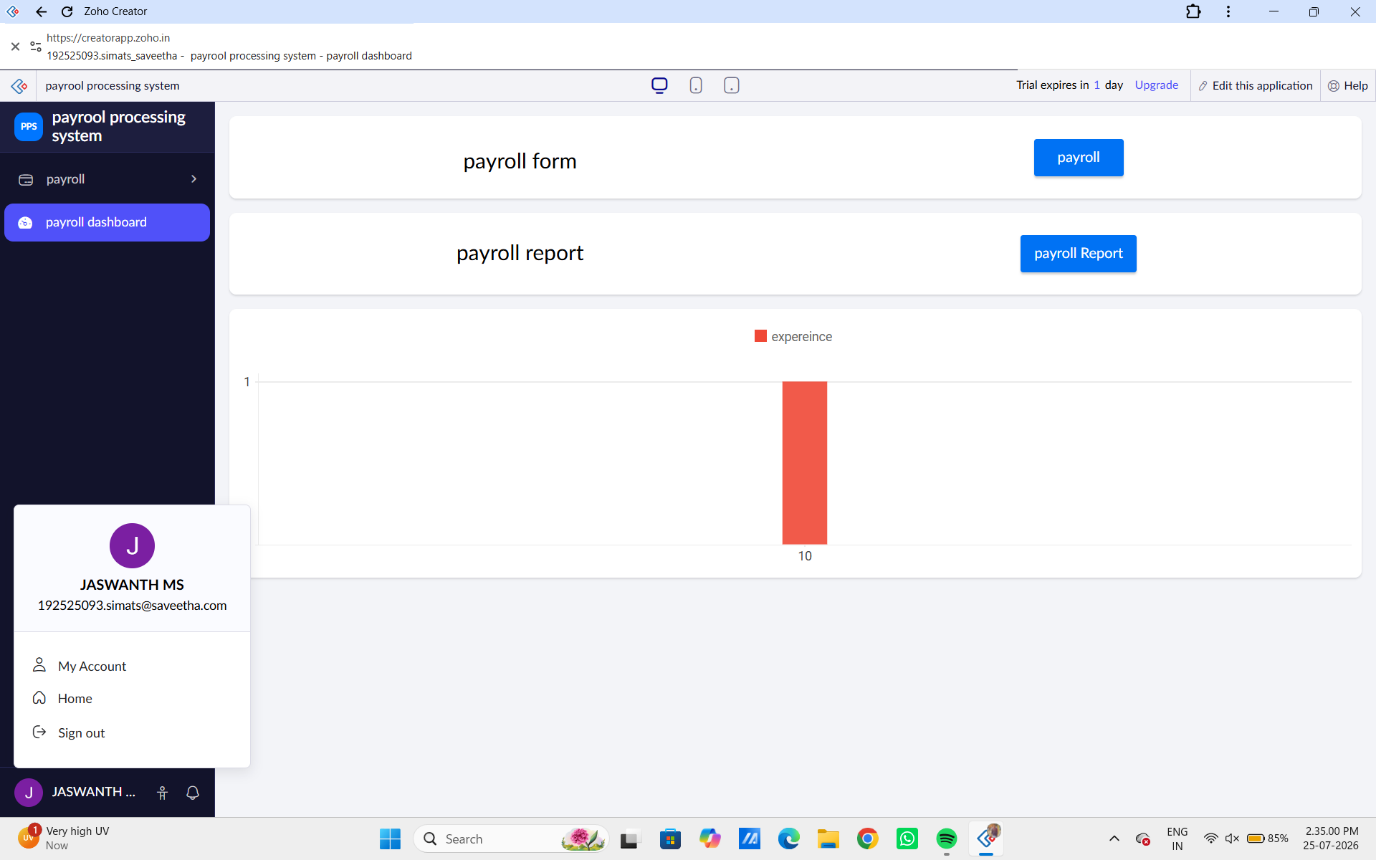 Zoho Creator
https://creatorapp.zoho.in
192525093.simats_saveetha - payrool processing system - payroll dashboard
payrool processing system
Trial expires in 1 day Upgrade
Edit this application
Help
PPS
payrool processing
system
payroll
payroll dashboard
payroll form
payroll
payroll report
payroll Report
expereince
1
10
J
JASWANTH MS
192525093.simats@saveetha.com
My Account
Home
Sign out
J
JASWANTH ...
UV
1
Very high UV
Now
Search
ENG
IN
85%
2.35.00 PM
25-07-2026